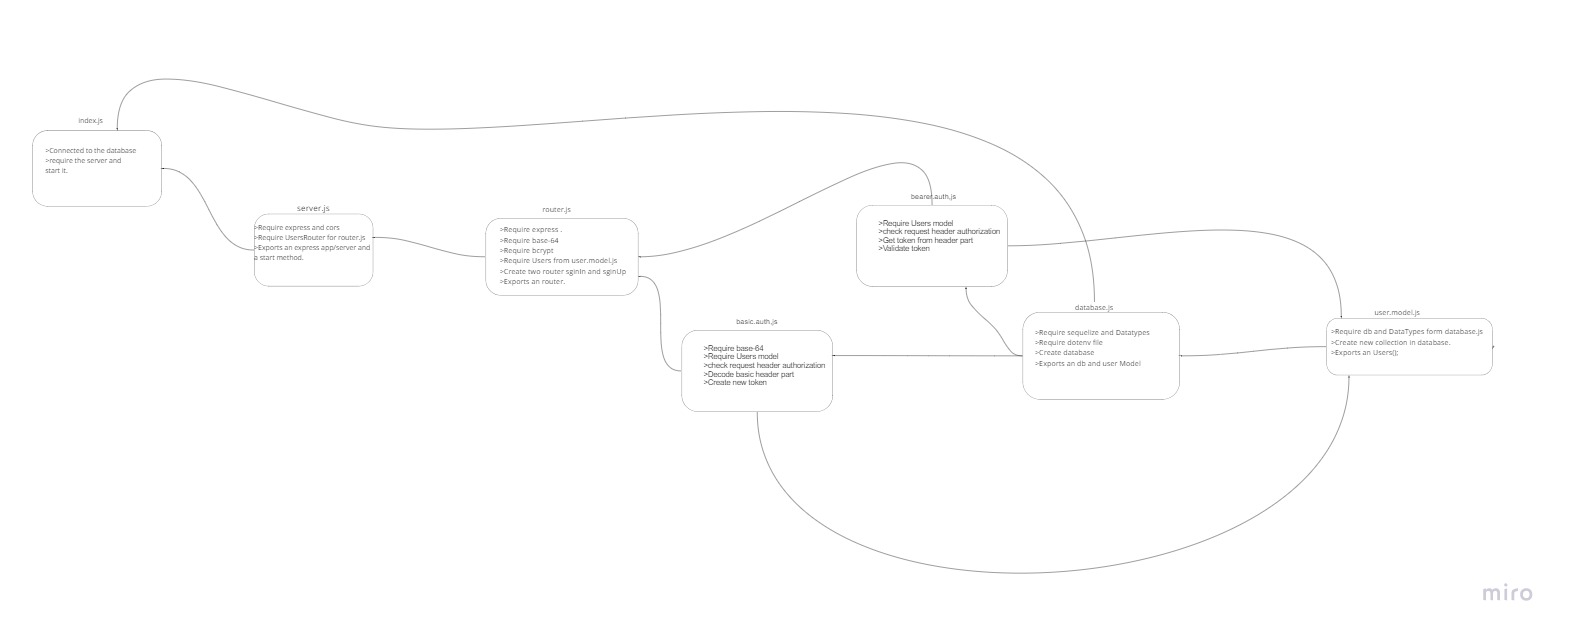 index.js
>Connected to the database
>require the server and
start it.
server.js
>Require express and cors
>Require UsersRouter for router.js
>Exports an express app/server and
a start method.
router.js
>Require express .
>Require base-64
>Require bcrypt
>Require Users from user.model.js
>Create two router sginIn and sginUp
>Exports an router.
bearer.auth,js
>Require Users model
>check request header authorization
>Get token from header part
>Validate token
basic.auth,js
>Require base-64
>Require Users model
>check request header authorization
>Decode basic header part
>Create new token
database.js
>Require sequelize and Datatypes
>Require dotenv file
>Create database
>Exports an db and user Model
user.model.js
>Require db and DataTypes form database.js
>Create new collection in database.
>Exports an Users();
miro